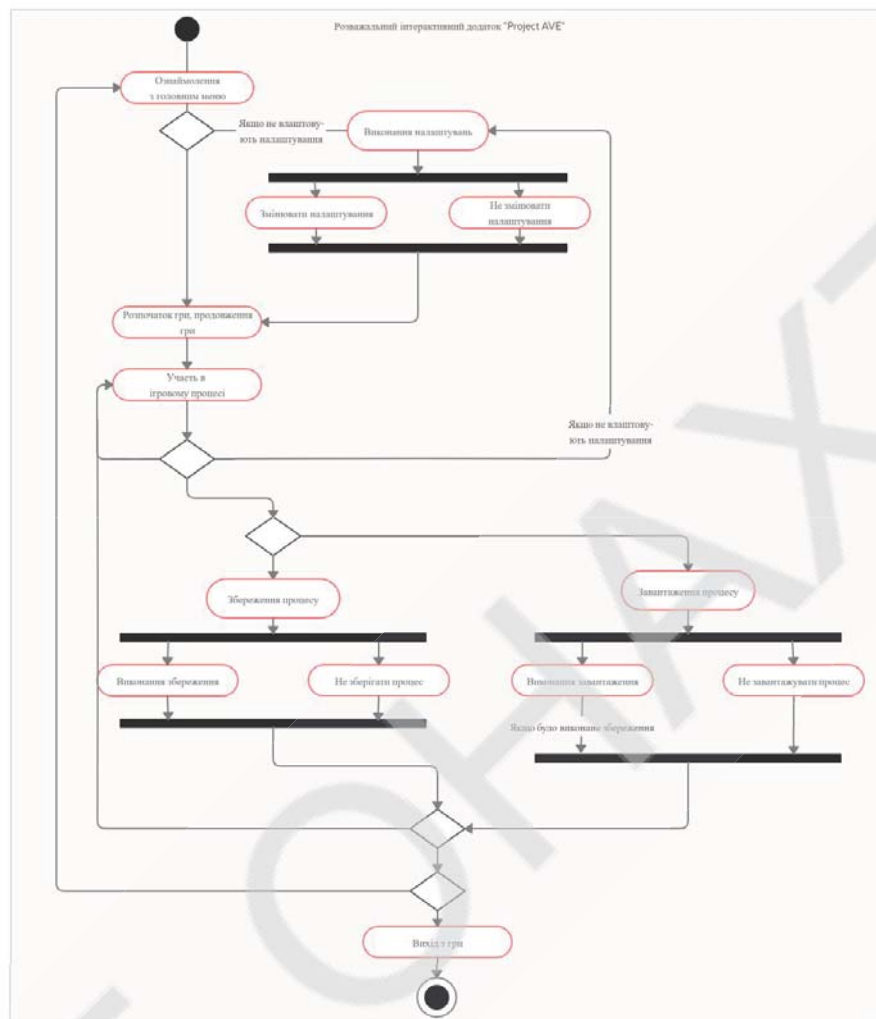 Розважальний інтерактивний додаток "Project AVE"
Ознаймолення
з головним меню
Якщо не влаштову-
ють налаштування
Виконання налаштувань
Змінювати налаштування
Не змінювати
налаштування
Розпочаток гри, продовження
гри
Участь в
ігровому процесі
Якщо не влаштову-
ють налаштування
Збереження процесу
Завантаження процесу
Виконання збереження
Не зберігати процес
Виконання завантаження
Не завантажувати процес
Якщо було виконане збереження
Вихід з гри
ОНАХТ